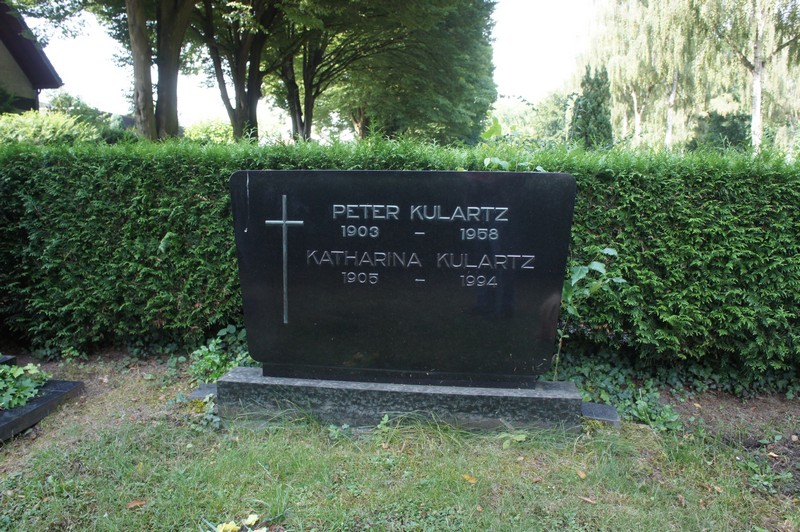 PETER KULARTZ
1903 – 1958
KATHARINA KULARTZ
1905 – 1994